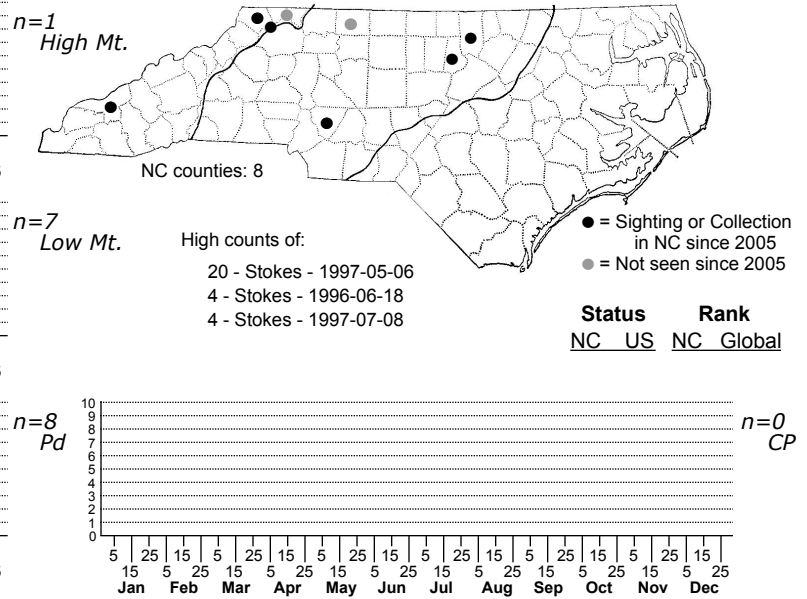 n=1
High Mt.
NC counties: 8
n=7
Low Mt.
High counts of:
20 - Stokes - 1997-05-06
4 - Stokes - 1996-06-18
4 - Stokes - 1997-07-08
= Sighting or Collection
in NC since 2005
= Not seen since 2005
Status Rank
NC US NC Global
n=8
Pd
n=0
CP
10
9
8
7
6
5
4
3
2
1
0
5 25 15 5 25 15 5 25 15 5 25 15 5 25 15 5 25 15
15 5 25 15 5 25 15 5 25 15 5 25 15 5 25 15 5 25
Jan Feb Mar Apr May Jun Jul Aug Sep Oct Nov Dec